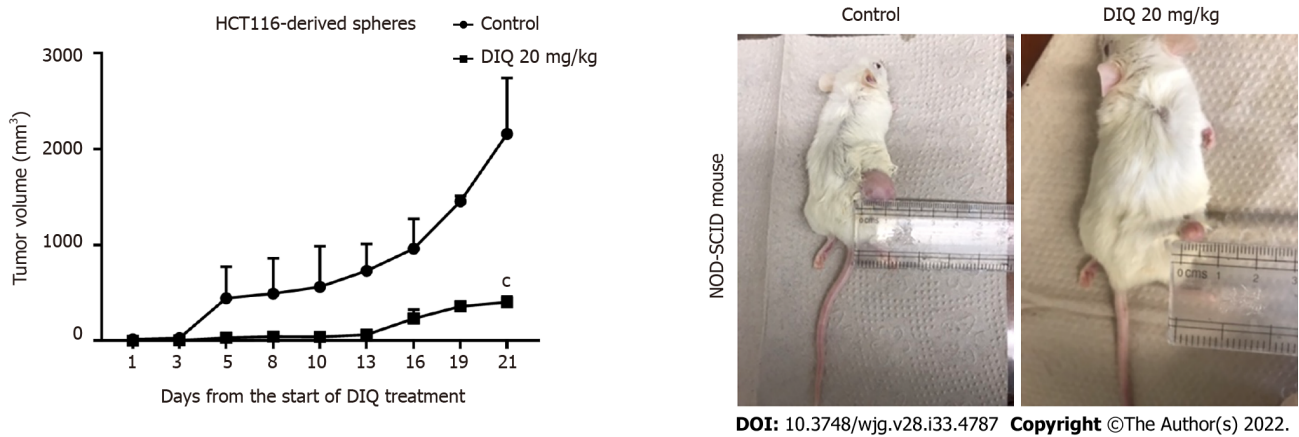 HCT116-derived spheres
Control
DIQ 20 mg/kg
Tumor volume (mm³)
3000
2000
1000
0
c
1 3 5 8 10 13 16 19 21
Days from the start of DIQ treatment
Control
DIQ 20 mg/kg
NOD-SCID mouse
0 cms 1 2 3
DOI: 10.3748/wjg.v28.i33.4787 Copyright ©The Author(s) 2022.